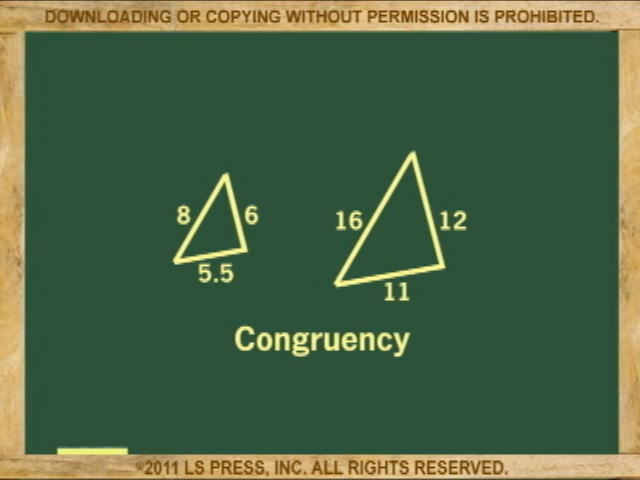 DOWNLOADING OR COPYING WITHOUT PERMISSION IS PROHIBITED.
8 6
5.5
16 12
11
Congruency
©2011 LS PRESS, INC. ALL RIGHTS RESERVED.